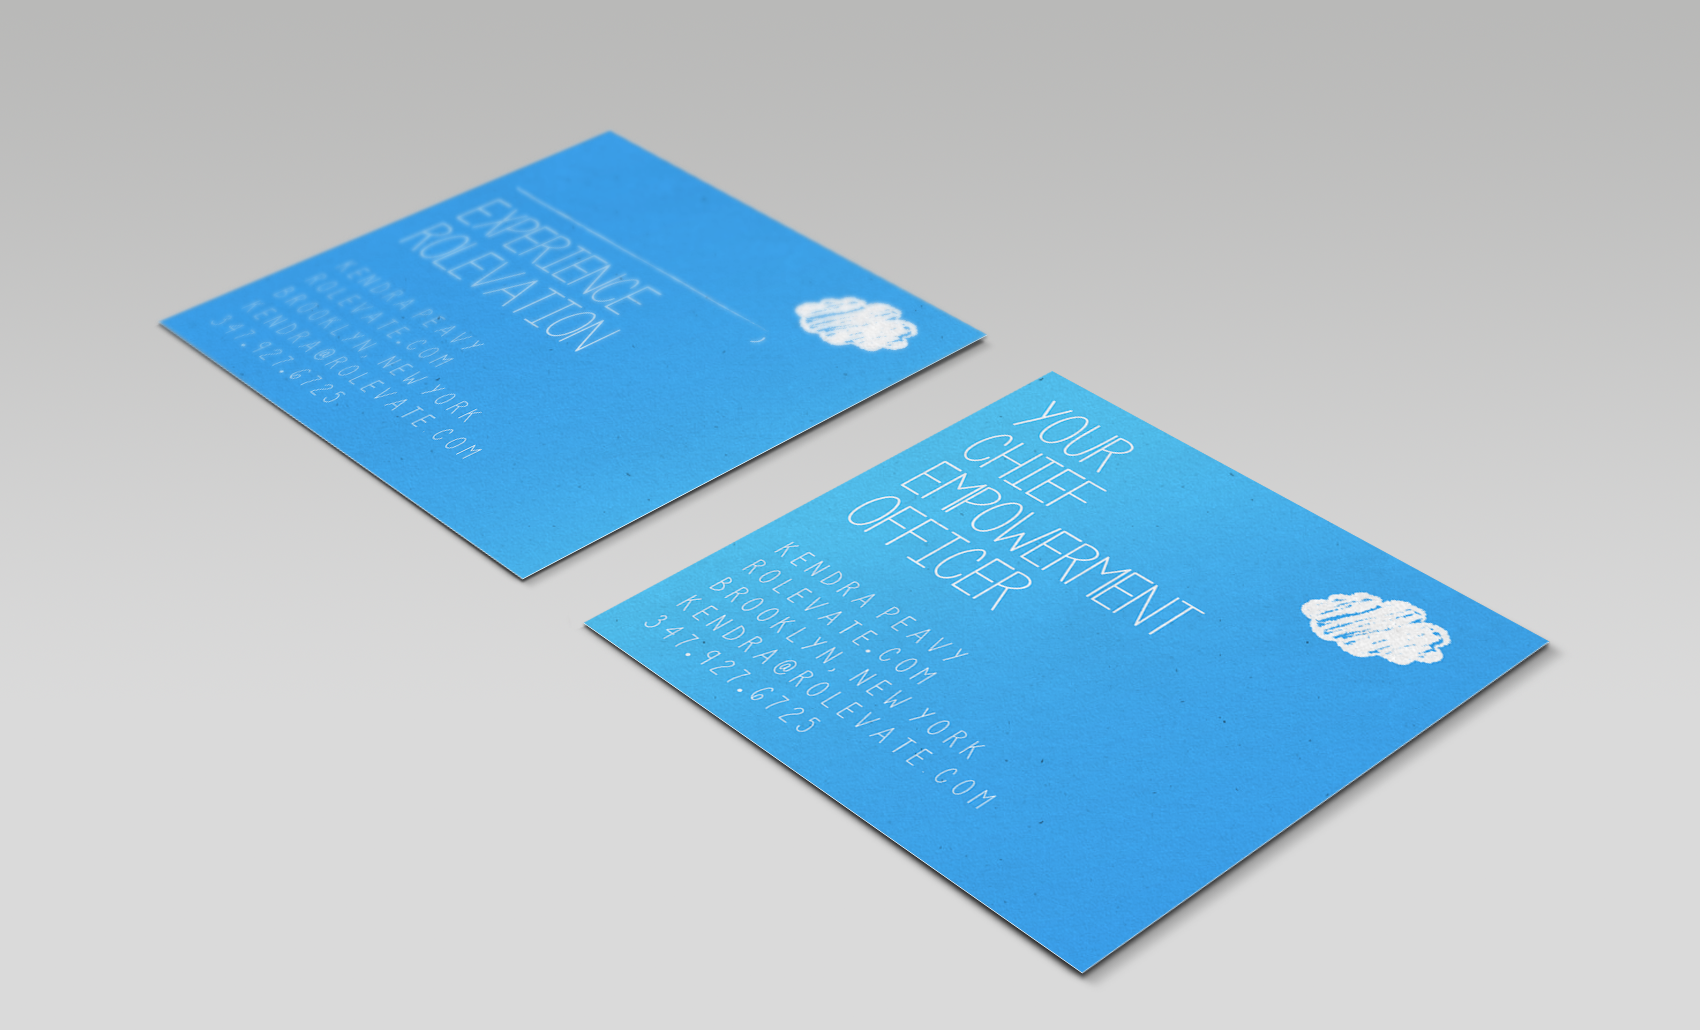 EXPERIENCE
ROLEVATION
KENDRA PEAVY
ROLEVATE.COM
BROOKLYN, NEW YORK
KENDRA@ROLEVATE COM
347.927.6725
YOUR
CHIEF
EMPOWERMENT
OFFICER
KENDRA PEAVY
ROLEVATE.COM
BROOKLYN, NEW YORK
KENDRA@ROLEVATE COM
347.927.6725